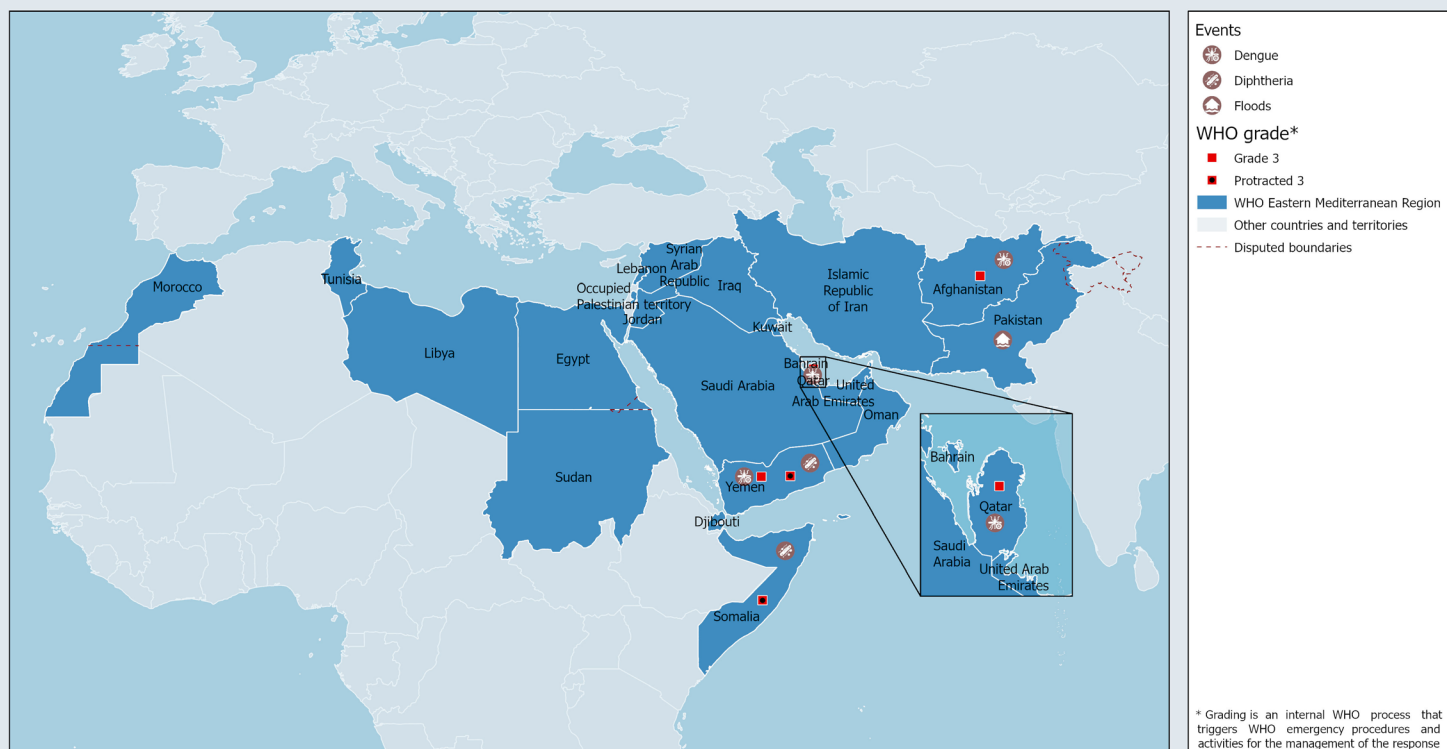 Morocco
Tunisia
Libya
Egypt
Sudan
Lebanon
Syrian
Arab
Republic
Occupied
Palestinian territory
Jordan
Iraq
Kuwait
Islamic
Republic
of Iran
Afghanistan
Pakistan
Saudi Arabia
Bahrain
Qatar
United
Arab Emirates
Oman
Yemen
Djibouti
Somalia
Bahrain
Qatar
Saudi
Arabia
United Arab
Emirates
Events
Dengue
Diphtheria
Floods
WHO grade*
Grade 3
Protracted 3
WHO Eastern Mediterranean Region
Other countries and territories
Disputed boundaries
* Grading is an internal WHO process that
triggers WHO emergency procedures and
activities for the management of the response